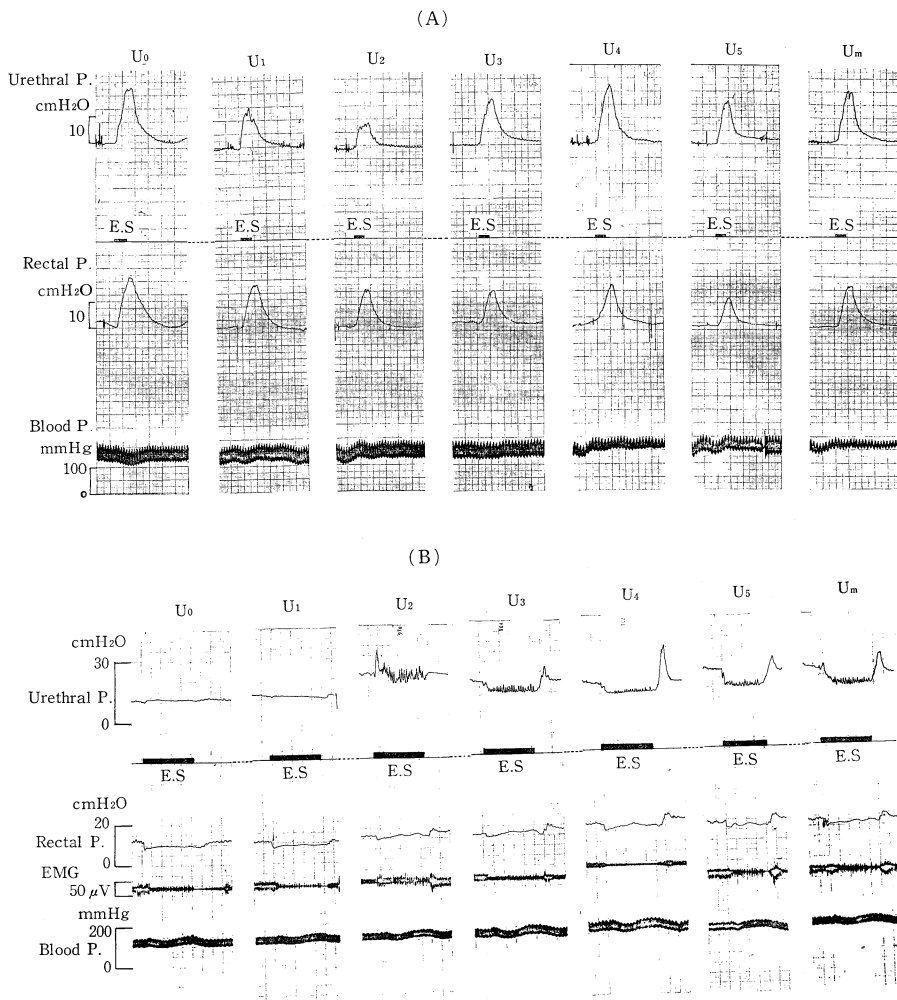 (A)
U0 U1 U2 U3 U4 U5 Um
Urethral P.
cmH2O
10
E.S E.S E.S E.S E.S E.S E.S
Rectal P.
cmH2O
10
Blood P.
mmHg
100
0
(B)
U0 U1 U2 U3 U4 U5 Um
cmH2O
30
Urethral P.
0
E.S E.S E.S E.S E.S E.S E.S
cmH2O
20
Rectal P.
0
EMG
50 μV
mmHg
200
Blood P.
0